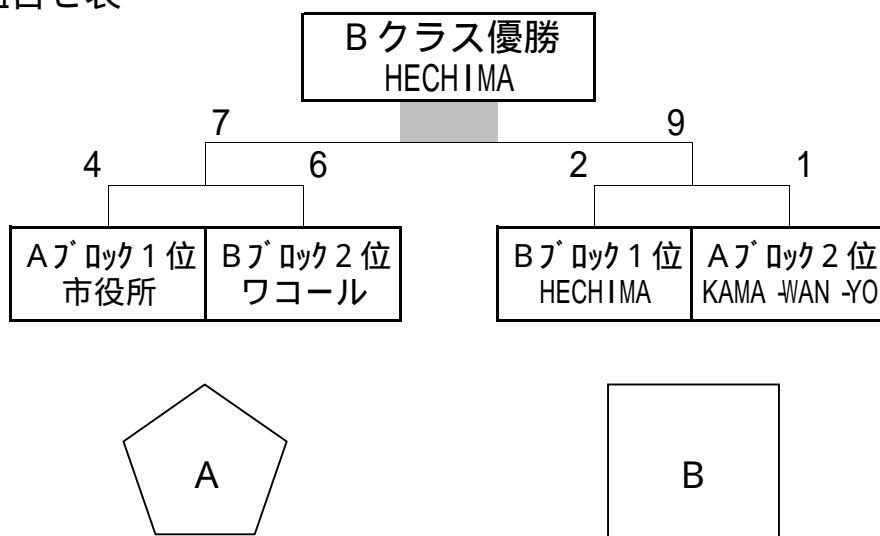 Bクラス優勝
HECHIMA
7 9
4 6 2 1
Aブロック1位 Bブロック2位 Bブロック1位 Aブロック2位
市役所 ワコール HECHIMA KAMA-WAN-YO
A B